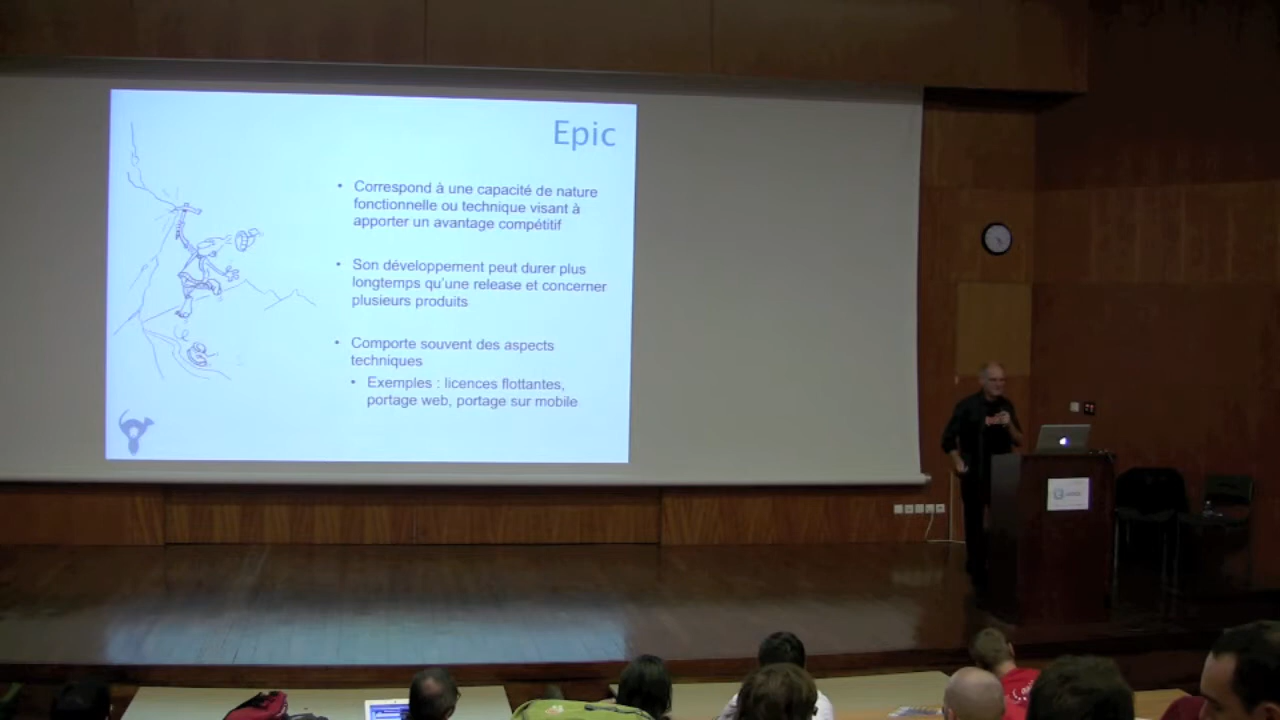 Epic
• Correspond à une capacité de nature
fonctionnelle ou technique visant à
apporter un avantage compétitif
• Son développement peut durer plus
longtemps qu'une release et concerner
plusieurs produits
• Comporte souvent des aspects
techniques
• Exemples : licences flottantes,
portage web, portage sur mobile